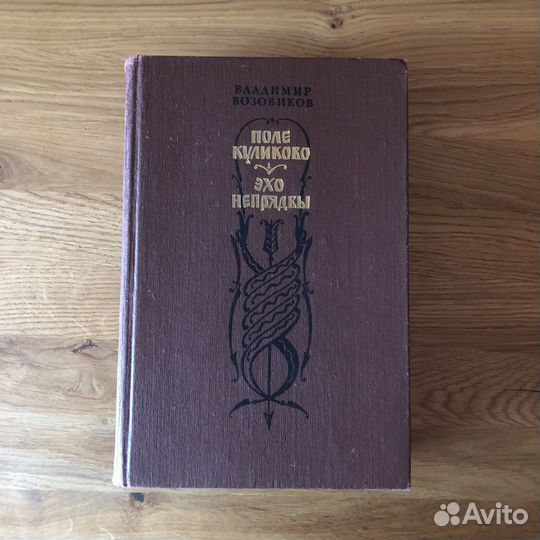 ВЛАДИМИР
ВОЗОВИКОВ
ПОЛЕ
КУЛИКОВО
ЭХО
НЕПРЯДВЫ
Avito